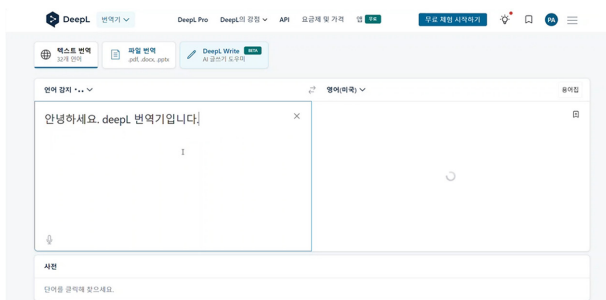 DeepL 번역기 DeepL Pro DeepL의 강점 API 요금제 및 가격 앱 무료 무료 체험 시작하기 PA
텍스트 번역 파일 번역 DeepL Write BETA
32개 언어 .pdf, .docx, .pptx AI 글쓰기 도우미
언어 감지 영어(미국) 용어집
안녕하세요. deepL 번역기입니다.
사전
단어를 클릭해 찾으세요.